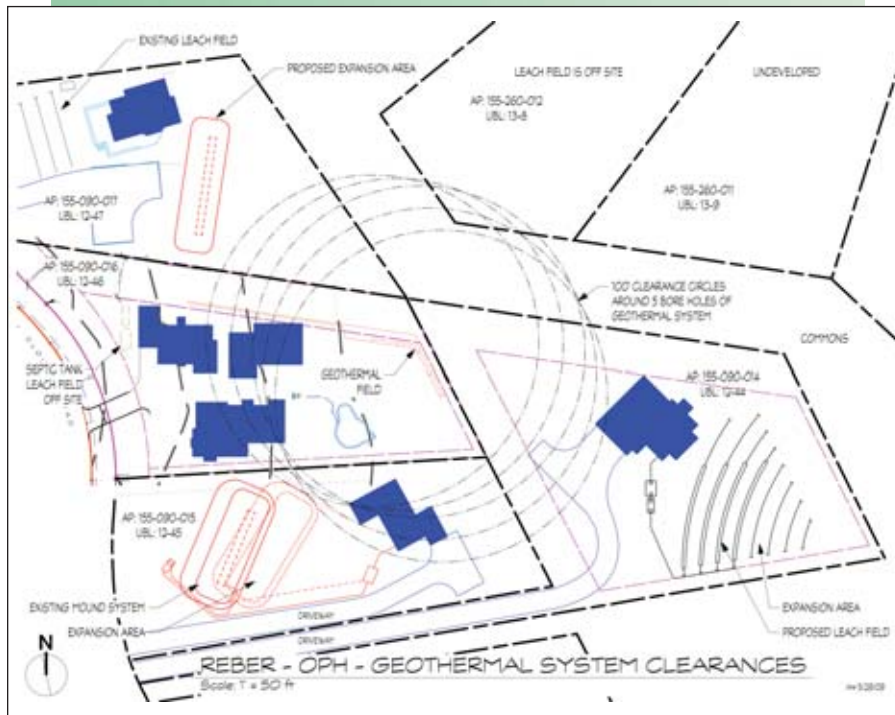 EXISTING LEACH FIELD
PROPOSED EXPANSION AREA
LEACH FIELD IS OFF SITE
UNDEVELOPED
AP: 155-260-012
UBL: 13-8
AP: 155-260-011
UBL: 13-9
AP: 155-090-017
UBL: 12-47
AP: 155-090-016
UBL: 12-46
100' CLEARANCE CIRCLES
AROUND 5 BORE HOLES OF
GEOTHERMAL SYSTEM
COMMONS
SEPTIC TANK
LEACH FIELD
OFF SITE
GEOTHERMAL
FIELD
AP: 155-090-014
UBL: 12-44
AP: 155-090-015
UBL: 12-45
EXISTING MOUND SYSTEM
EXPANSION AREA
DRIVEWAY
DRIVEWAY
EXPANSION AREA
PROPOSED LEACH FIELD
N
REBER - OPH - GEOTHERMAL SYSTEM CLEARANCES
Scale: 1" = 50 ft